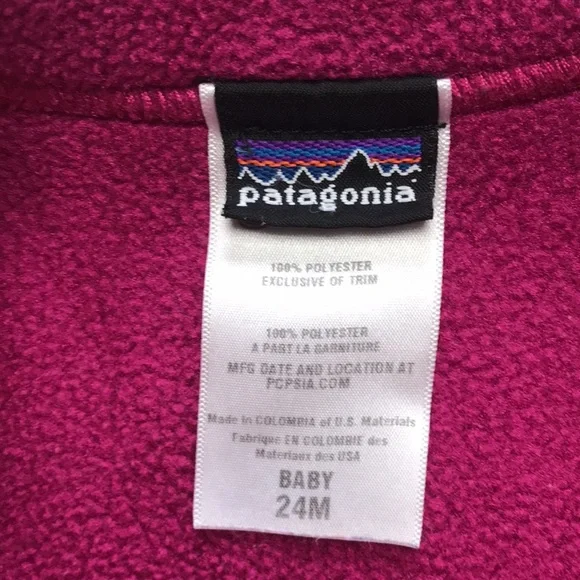 patagonia
100% POLYESTER
EXCLUSIVE OF TRIM
100% POLYESTER
A PART LA GARNITURE
MFG DATE AND LOCATION AT
PCPSIA.COM
Made in COLOMBIA of U.S. Materials
Fabrique EN COLOMBIE des
Materiaux des USA
BABY
24M